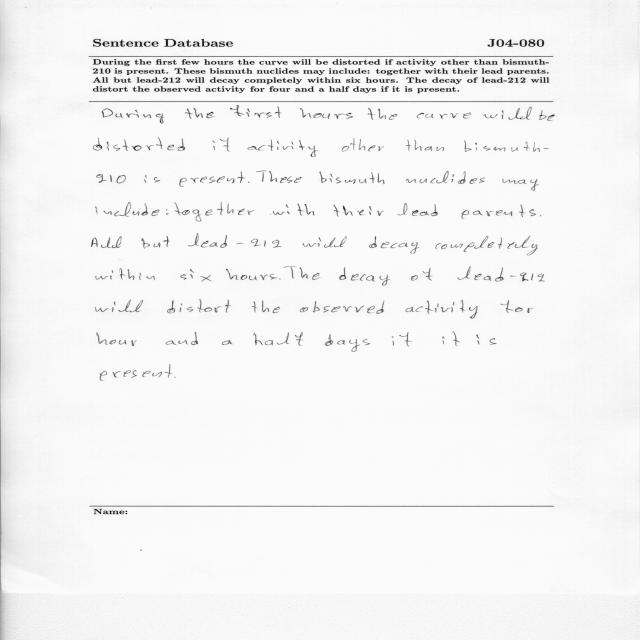 Sentence Database J04-080
During the first few hours the curve will be distorted if activity other than bismuth-
210 is present. These bismuth nuclides may include: together with their lead parents.
All but lead-212 will decay completely within six hours. The decay of lead-212 will
distort the observed activity for four and a half days if it is present.
During the first hours the curve will be
distorted if activity other than bismuth-
210 is present. These bismuth nuclides may
include: together with their lead parents.
All but lead-212 will decay completely
within six hours. The decay of lead-212
will distort the observed activity for
hour and a half days if it is
present.
Name: